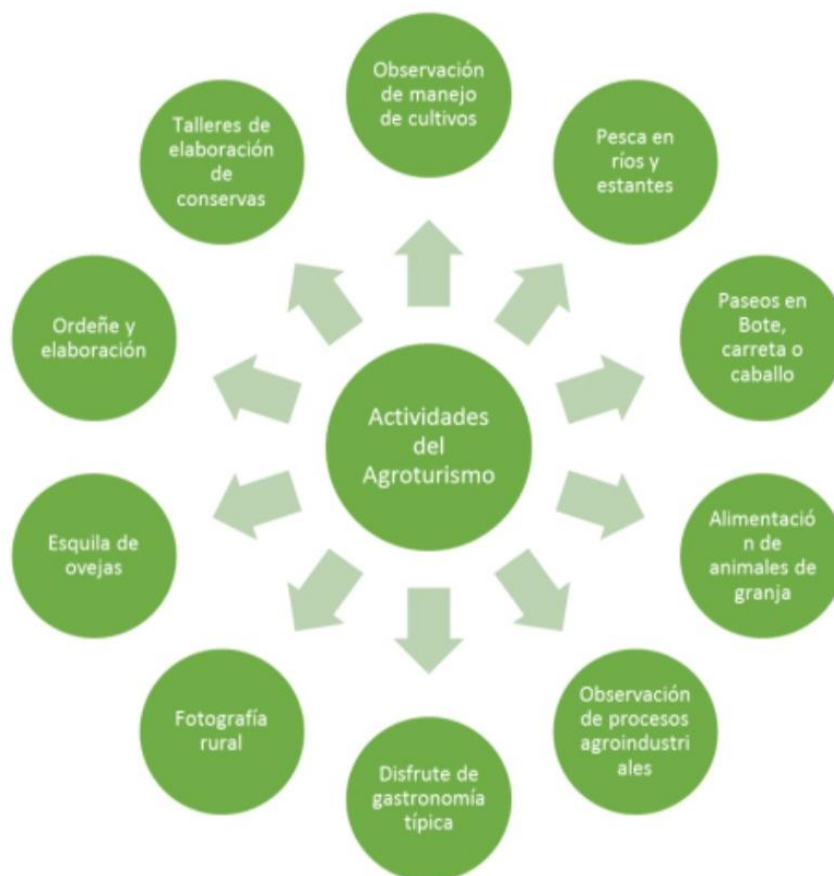 Observación
de manejo
de cultivos
Pesca en
ríos y
estantes
Paseos en
Bote,
carreta o
caballo
Alimentació
n de
animales de
granja
Observación
de procesos
agroindustri
ales
Disfrute de
gastronomía
típica
Fotografía
rural
Esquila de
ovejas
Ordeñe y
elaboración
Talleres de
elaboración
de
conservas
Actividades
del
Agroturismo